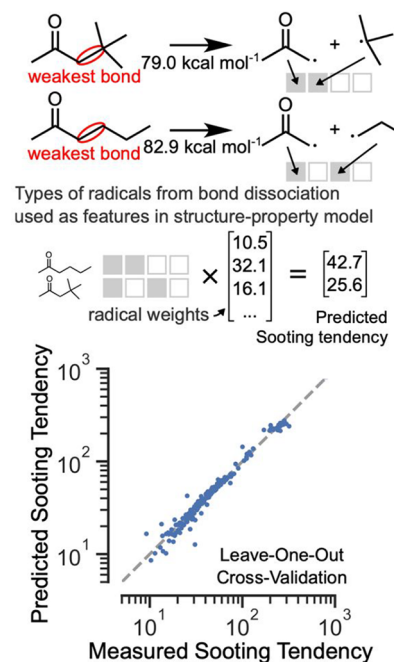 O
weakest bond
79.0 kcal mol⁻¹
O
. + .
O
weakest bond
82.9 kcal mol⁻¹
O
. + .
Types of radicals from bond dissociation
used as features in structure-property model
O
O
×
10.5
32.1
16.1
...
=
42.7
25.6
radical weights
Predicted
Sooting tendency
Predicted Sooting Tendency
10³
10²
10¹
Leave-One-Out
Cross-Validation
10¹ 10² 10³
Measured Sooting Tendency